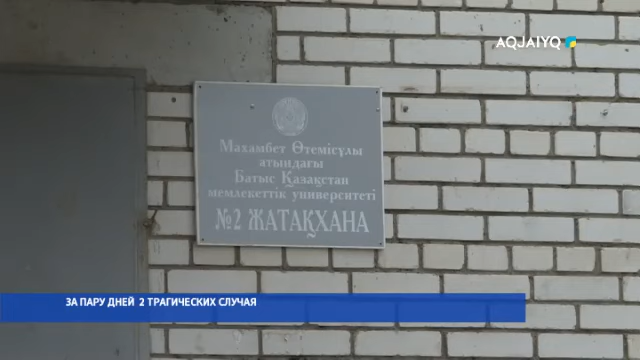 AQJAIYQ
Махамбет Өтемісұлы
атындағы
Батыс Қазақстан
мемлекеттік университеті
№2 ЖАТАҚХАНА
ЗА ПАРУ ДНЕЙ 2 ТРАГИЧЕСКИХ СЛУЧАЯ